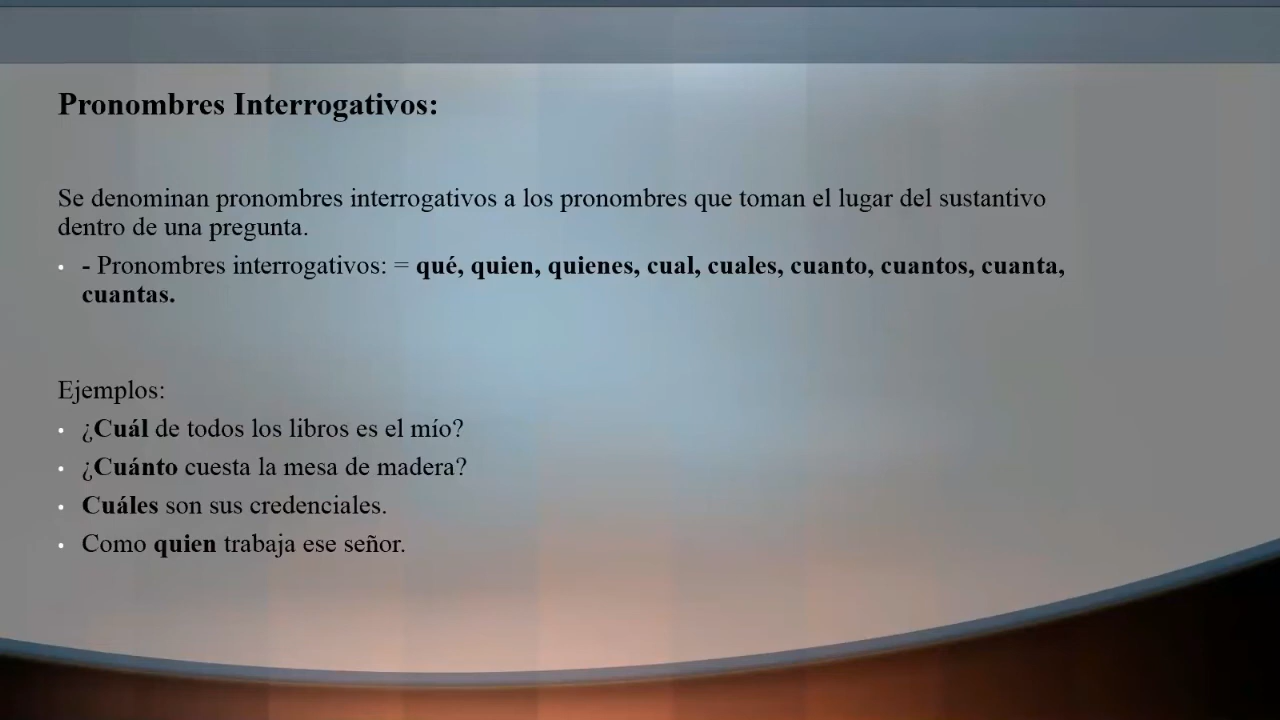 Pronombres Interrogativos:
Se denominan pronombres interrogativos a los pronombres que toman el lugar del sustantivo
dentro de una pregunta.
• - Pronombres interrogativos: = qué, quien, quienes, cual, cuales, cuanto, cuantos, cuanta,
cuantas.
Ejemplos:
• ¿Cuál de todos los libros es el mío?
• ¿Cuánto cuesta la mesa de madera?
• Cuáles son sus credenciales.
• Como quien trabaja ese señor.